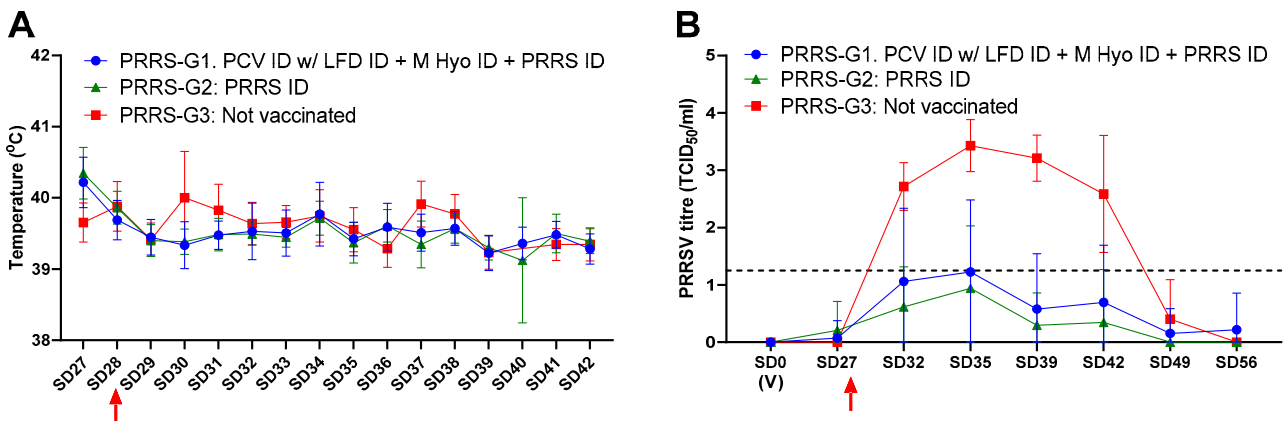 A
PRRS-G1. PCV ID w/ LFD ID + M Hyo ID + PRRS ID
PRRS-G2: PRRS ID
PRRS-G3: Not vaccinated
Temperature (⁰C)
42
41
40
39
38
SD27
SD28
SD29
SD30
SD31
SD32
SD33
SD34
SD35
SD36
SD37
SD38
SD39
SD40
SD41
SD42
B
PRRS-G1. PCV ID w/ LFD ID + M Hyo ID + PRRS ID
PRRS-G2: PRRS ID
PRRS-G3: Not vaccinated
PRRSV titre (TCID₅₀/ml)
5
4
3
2
1
0
SD0
(V)
SD27
SD32
SD35
SD39
SD42
SD49
SD56